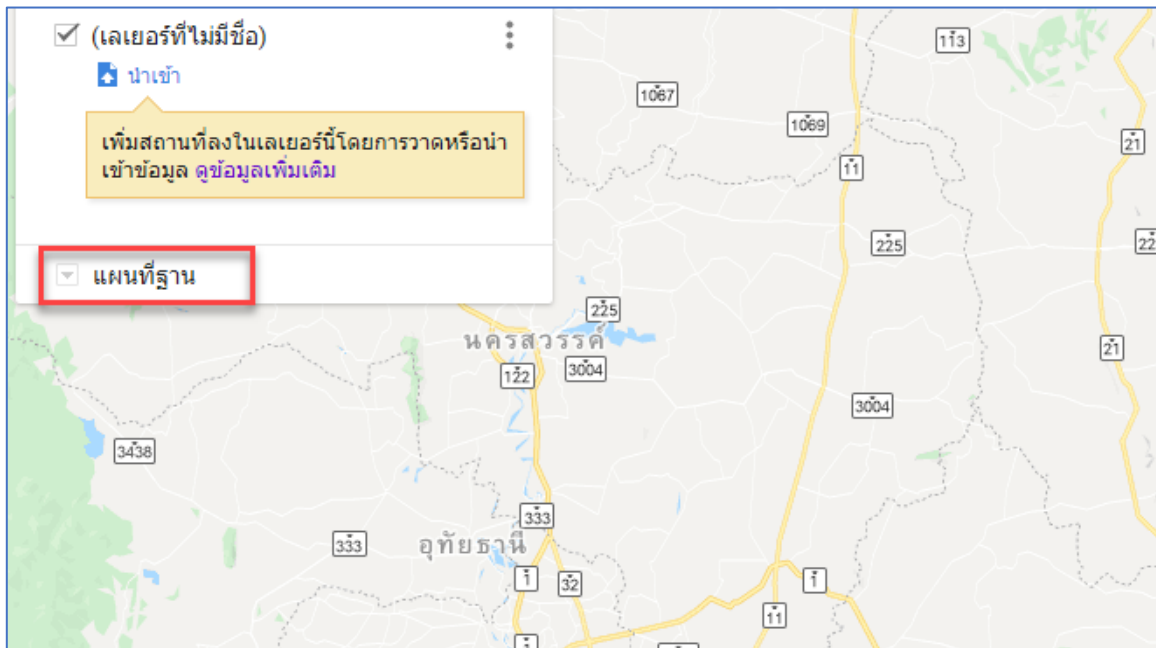 (เลเยอร์ที่ไม่มีชื่อ)
นำเข้า
เพิ่มสถานที่ลงในเลเยอร์นี้โดยการวาดหรือนำ
เข้าข้อมูล ดูข้อมูลเพิ่มเติม
แผนที่ฐาน
113
1067
1069
21
11
225
22
225
นครสวรรค์
21
122
3004
3004
3438
333
333
อุทัยธานี
1
32
1
11
1